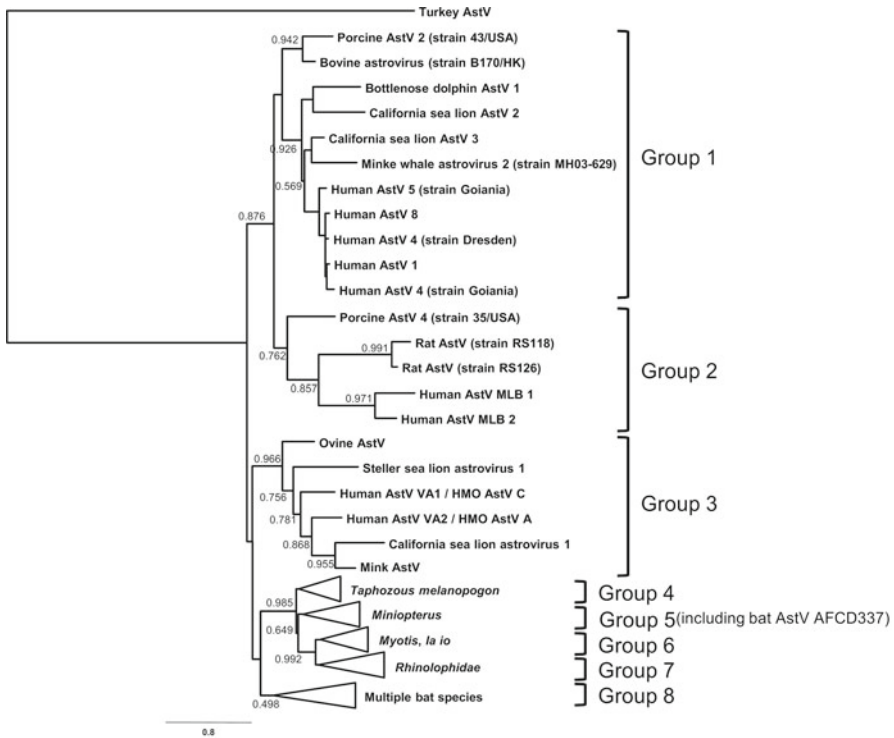 Turkey AstV
0.942
Porcine AstV 2 (strain 43/USA)
Bovine astrovirus (strain B170/HK)
Bottlenose dolphin AstV 1
California sea lion AstV 2
0.926
California sea lion AstV 3
Minke whale astrovirus 2 (strain MH03-629)
Group 1
0.569
Human AstV 5 (strain Goiania)
Human AstV 8
0.876
Human AstV 4 (strain Dresden)
Human AstV 1
Human AstV 4 (strain Goiania)
Porcine AstV 4 (strain 35/USA)
0.762
0.991
Rat AstV (strain RS118)
Rat AstV (strain RS126)
Group 2
0.857
0.971
Human AstV MLB 1
Human AstV MLB 2
Ovine AstV
0.966
Steller sea lion astrovirus 1
0.756
Human AstV VA1 / HMO AstV C
Group 3
0.781
Human AstV VA2 / HMO AstV A
0.868
California sea lion astrovirus 1
0.955
Mink AstV
Taphozous melanopogon
Group 4
0.985
Miniopterus
Group 5 (including bat AstV AFCD337)
0.649
Myotis, Ia io
Group 6
0.992
Rhinolophidae
Group 7
Multiple bat species
Group 8
0.498
0.8